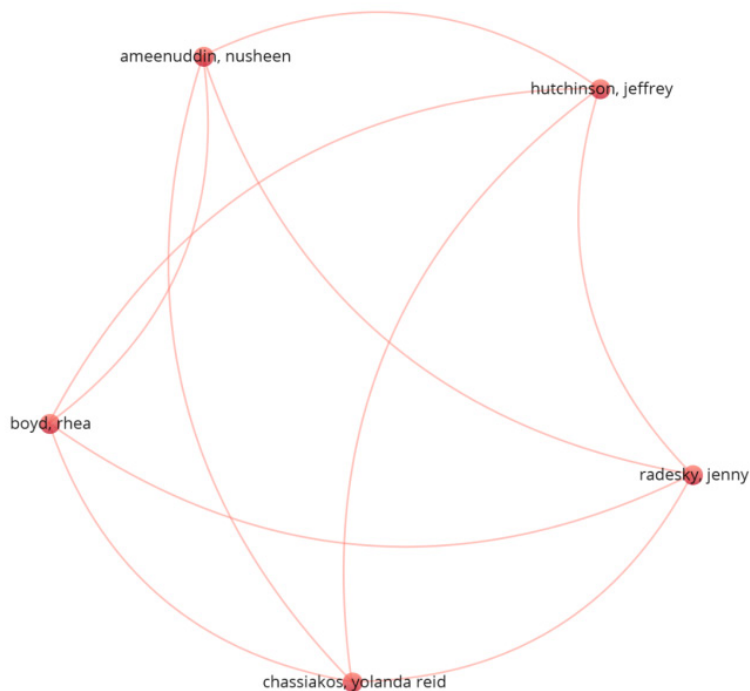 ameenuddin, nusheen
hutchinson, jeffrey
boyd, rhea
radesky, jenny
chassiakos, yolanda reid